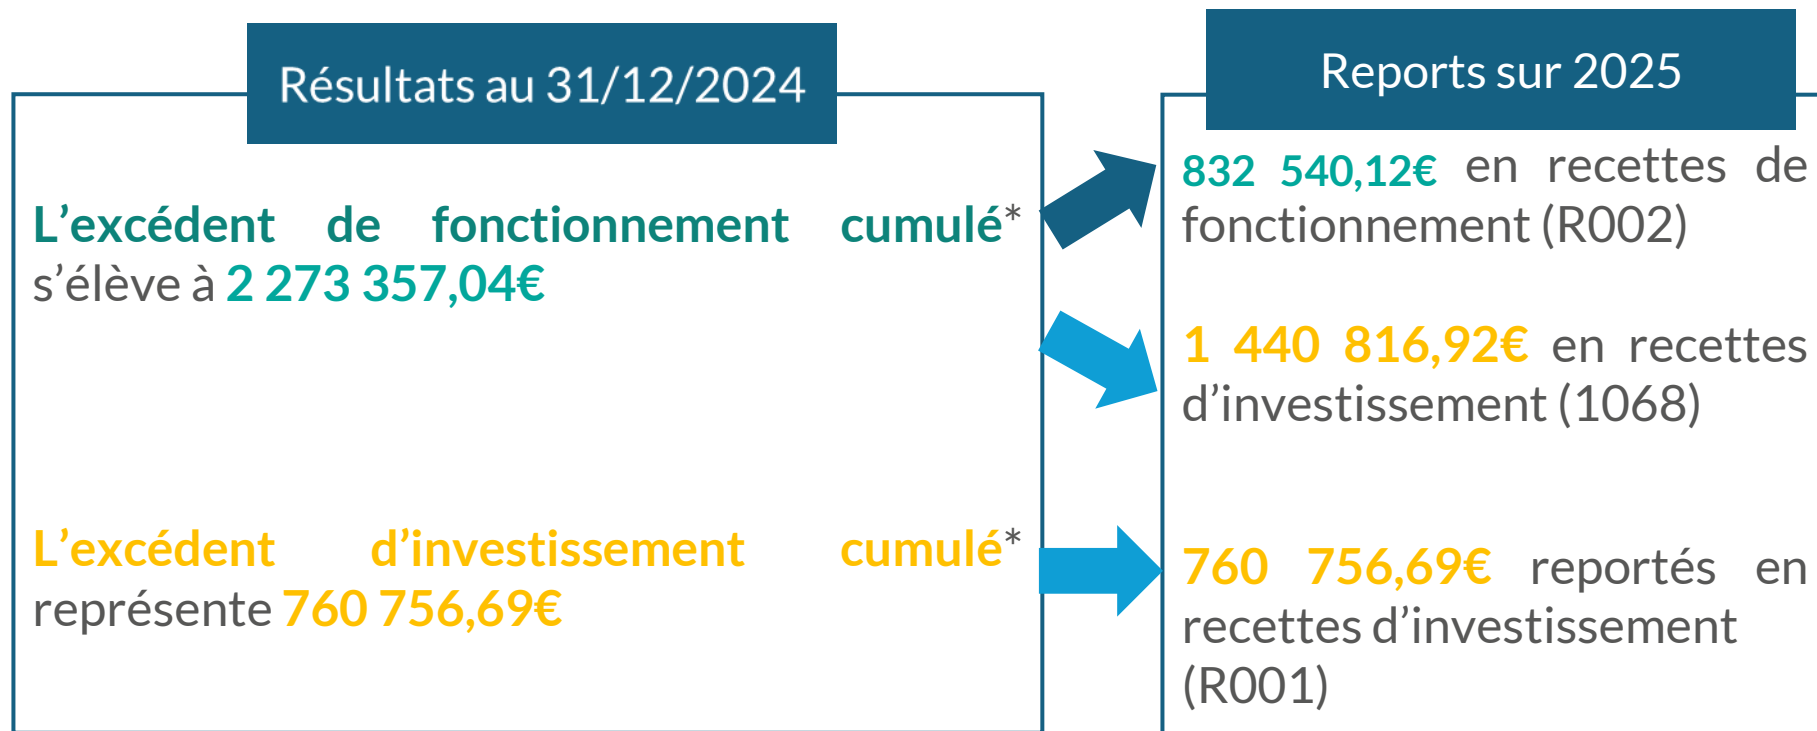 Résultats au 31/12/2024
L’excédent de fonctionnement cumulé*
s’élève à 2 273 357,04€
L’excédent d’investissement cumulé*
représente 760 756,69€
Reports sur 2025
832 540,12€ en recettes de
fonctionnement (R002)
1 440 816,92€ en recettes
d’investissement (1068)
760 756,69€ reportés en
recettes d’investissement
(R001)